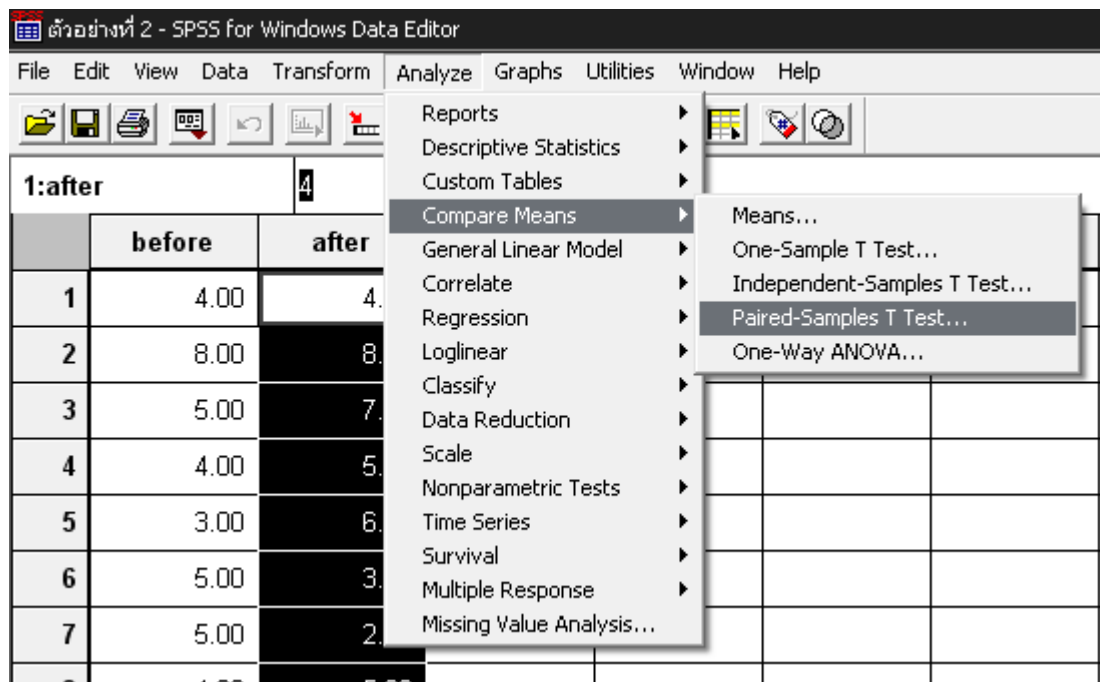 ตัวอย่างที่ 2 - SPSS for Windows Data Editor
File Edit View Data Transform Analyze Graphs Utilities Window Help
1:after 4
before after
1 4.00 4.
2 8.00 8.
3 5.00 7.
4 4.00 5.
5 3.00 6.
6 5.00 3.
7 5.00 2.
Reports
Descriptive Statistics
Custom Tables
Compare Means
General Linear Model
Correlate
Regression
Loglinear
Classify
Data Reduction
Scale
Nonparametric Tests
Time Series
Survival
Multiple Response
Missing Value Analysis...
Means...
One-Sample T Test...
Independent-Samples T Test...
Paired-Samples T Test...
One-Way ANOVA...